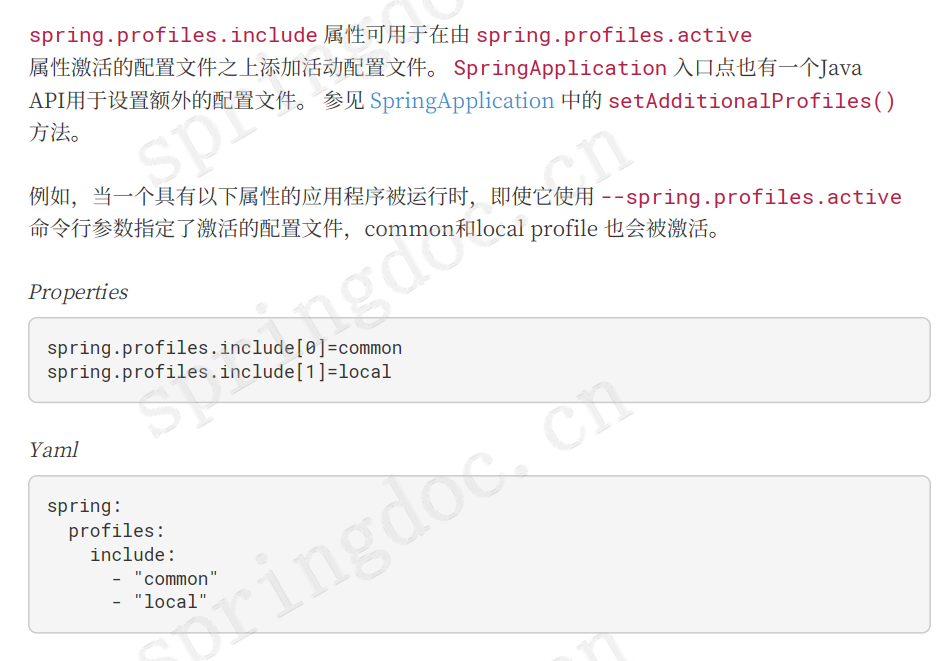 spring.profiles.include 属性可用于在由 spring.profiles.active
属性激活的配置文件之上添加活动配置文件。 SpringApplication 入口点也有一个Java
API用于设置额外的配置文件。 参见 SpringApplication 中的 setAdditionalProfiles()
方法。
例如，当一个具有以下属性的应用程序被运行时，即使它使用 --spring.profiles.active
命令行参数指定了激活的配置文件，common和local profile 也会被激活。
Properties
spring.profiles.include[0]=common
spring.profiles.include[1]=local
Yaml
spring:
  profiles:
    include:
      - "common"
      - "local"
springdoc.cn
springdoc.cn
springdoc.cn